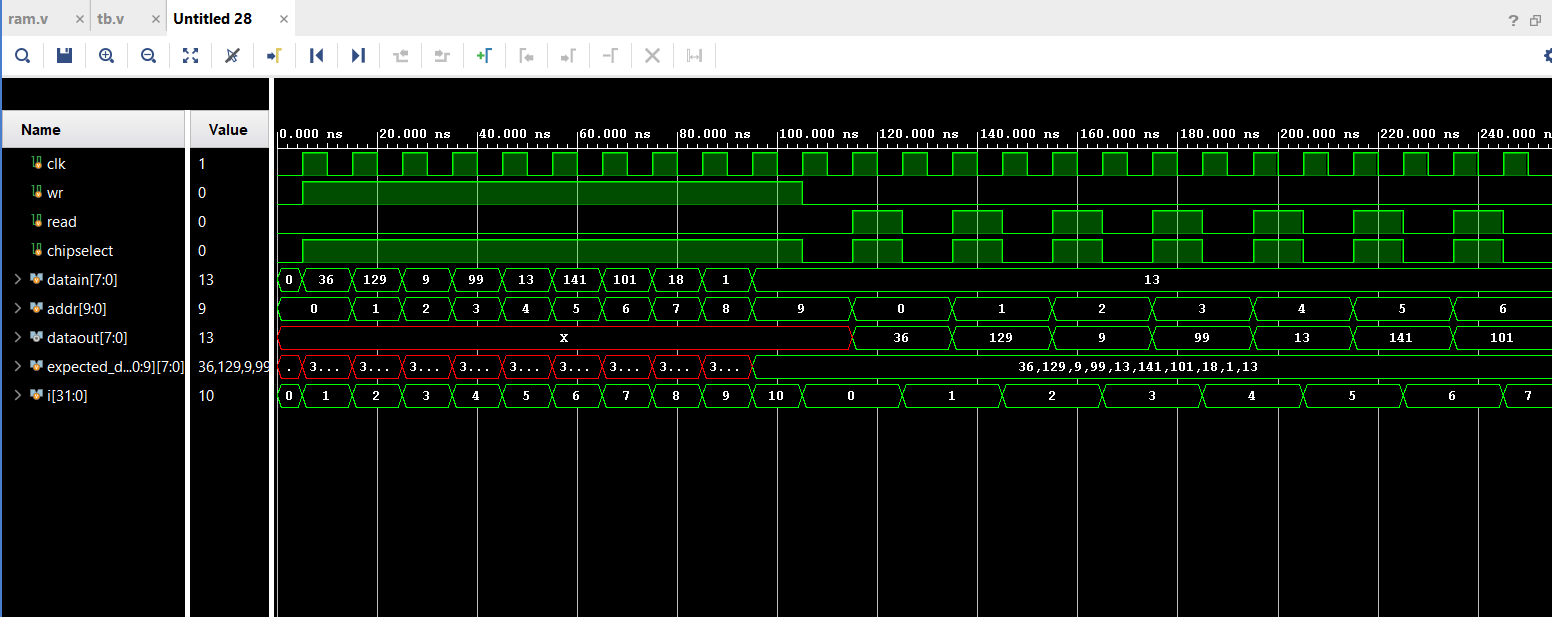 ram.v × tb.v × Untitled 28 × ?
Name Value
0.000 ns 20.000 ns 40.000 ns 60.000 ns 80.000 ns 100.000 ns 120.000 ns 140.000 ns 160.000 ns 180.000 ns 200.000 ns 220.000 ns 240.000 n
clk 1
wr 0
read 0
chipselect 0
datain[7:0] 13 0 36 129 9 99 13 141 101 18 1 13
addr[9:0] 9 0 1 2 3 4 5 6 7 8 9 0 1 2 3 4 5 6
dataout[7:0] 13 X 36 129 9 99 13 141 101
expected_d...0:9][7:0] 36,129,9,99 . 3... 3... 3... 3... 3... 3... 3... 3... 3... 36,129,9,99,13,141,101,18,1,13
i[31:0] 10 0 1 2 3 4 5 6 7 8 9 10 0 1 2 3 4 5 6 7